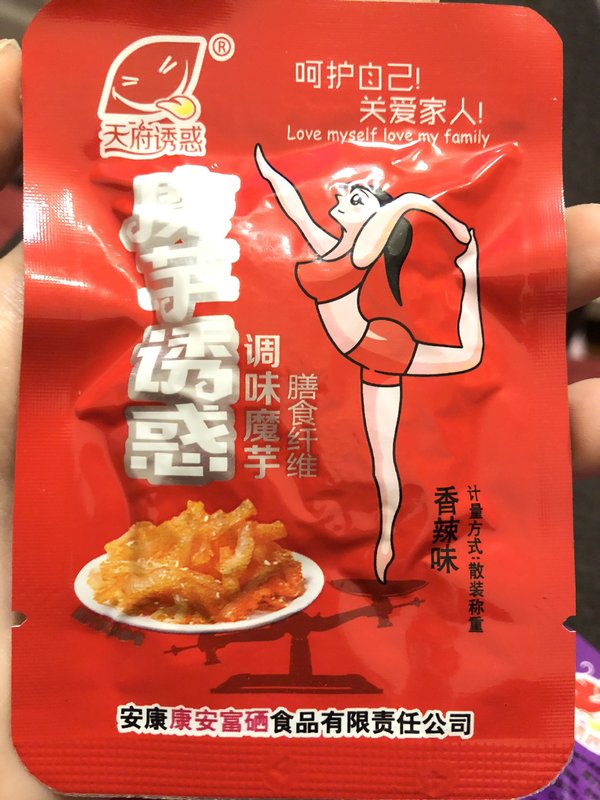 ®
天府诱惑
呵护自己!
关爱家人!
Love myself love my family
魔芋诱惑
调味魔芋
膳食纤维
香辣味
计量方式:散装称重
安康康安富硒食品有限责任公司